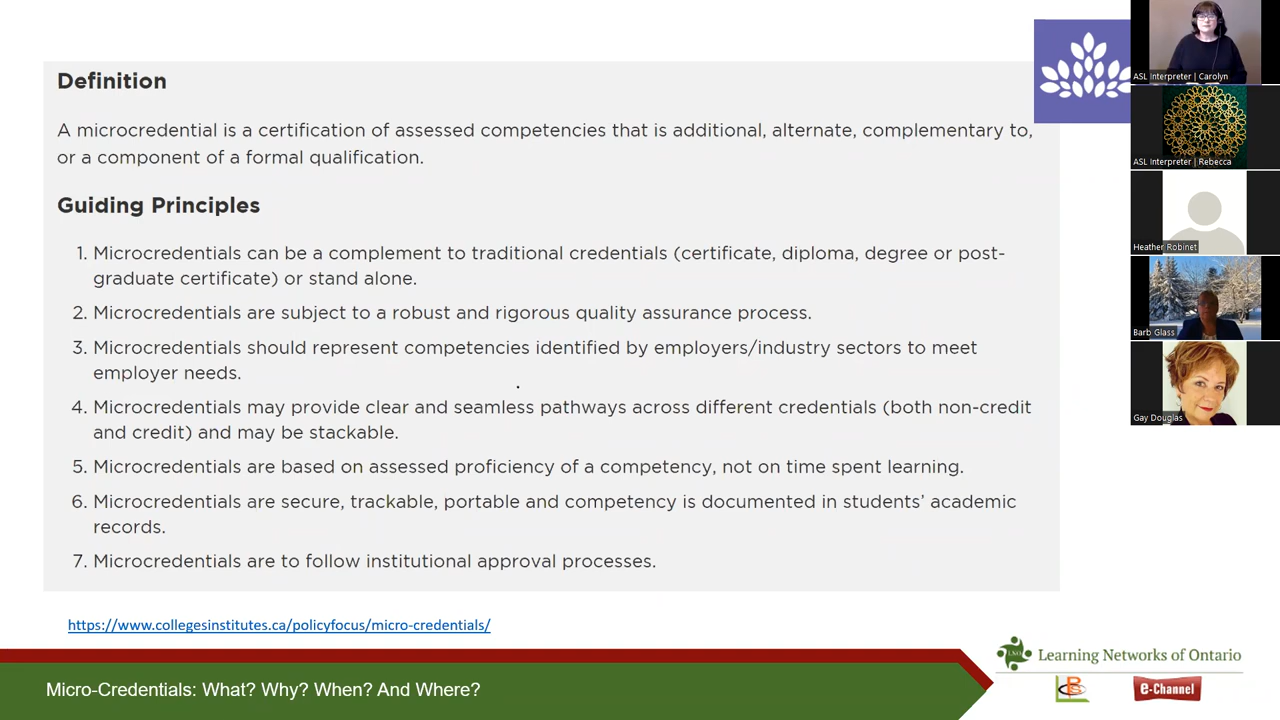 Definition
A microcredential is a certification of assessed competencies that is additional, alternate, complementary to,
or a component of a formal qualification.
Guiding Principles
1. Microcredentials can be a complement to traditional credentials (certificate, diploma, degree or post-
graduate certificate) or stand alone.
2. Microcredentials are subject to a robust and rigorous quality assurance process.
3. Microcredentials should represent competencies identified by employers/industry sectors to meet
employer needs.
4. Microcredentials may provide clear and seamless pathways across different credentials (both non-credit
and credit) and may be stackable.
5. Microcredentials are based on assessed proficiency of a competency, not on time spent learning.
6. Microcredentials are secure, trackable, portable and competency is documented in students’ academic
records.
7. Microcredentials are to follow institutional approval processes.
https://www.collegesinstitutes.ca/policyfocus/micro-credentials/
Micro-Credentials: What? Why? When? And Where?
LNO
Learning Networks of Ontario
e-Channel
ASL Interpreter | Carolyn
ASL Interpreter | Rebecca
Heather Robinet
Barb Glass
Gay Douglas